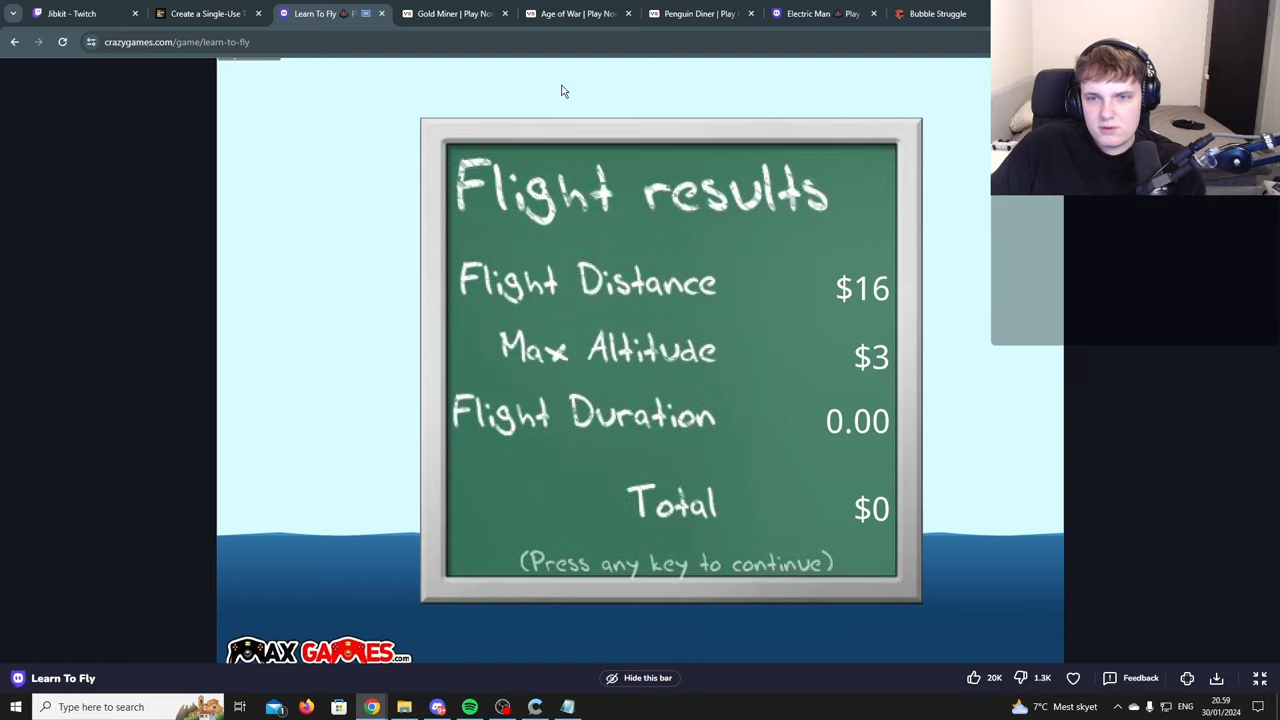 Jibkit - Twitch
Create a Single-Use T
Learn To Fly
Gold Miner | Play No
Age of War | Play No
Penguin Diner | Play
Electric Man
Play
Bubble Struggle
crazygames.com/game/learn-to-fly
Flight results
Flight Distance $16
Max Altitude $3
Flight Duration 0.00
Total $0
(Press any key to continue)
MAX GAMES.com
Learn To Fly
Hide this bar
20K
1.3K
Feedback
Type here to search
7°C Mest skyet
ENG
20.59
30/01/2024